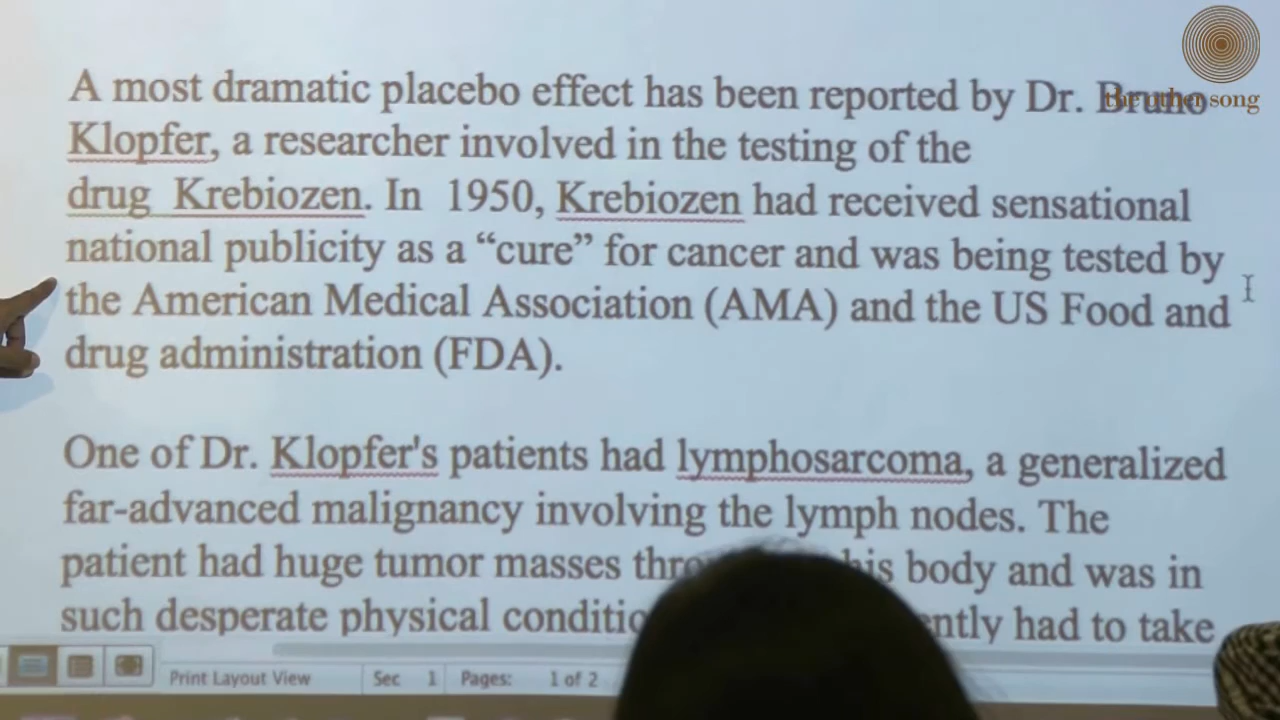 the other song
A most dramatic placebo effect has been reported by Dr. Bruno
Klopfer, a researcher involved in the testing of the
drug Krebiozen. In 1950, Krebiozen had received sensational
national publicity as a “cure” for cancer and was being tested by
the American Medical Association (AMA) and the US Food and
drug administration (FDA).
One of Dr. Klopfer's patients had lymphosarcoma, a generalized
far-advanced malignancy involving the lymph nodes. The
patient had huge tumor masses his body and was in
such desperate physical had to take
Print Layout View Sec 1 Pages: 1 of 2